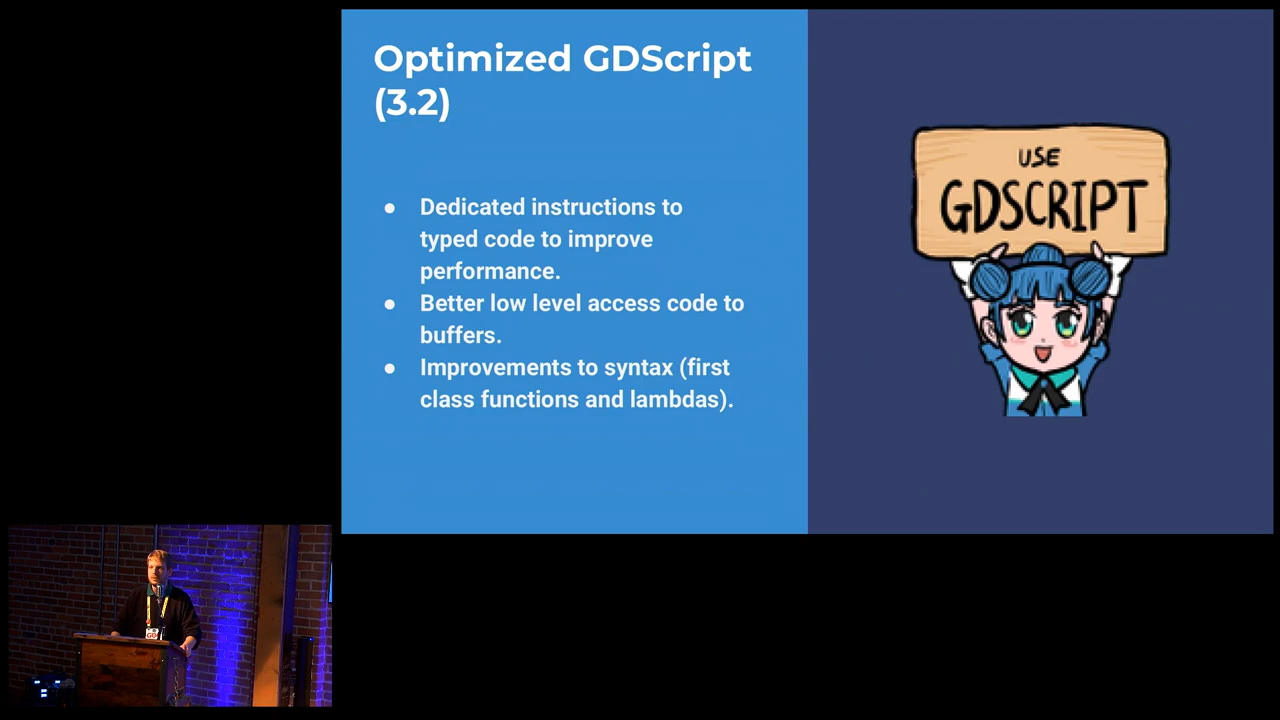 Optimized GDScript
(3.2)
● Dedicated instructions to
typed code to improve
performance.
● Better low level access code to
buffers.
● Improvements to syntax (first
class functions and lambdas).
USE
GDSCRIPT